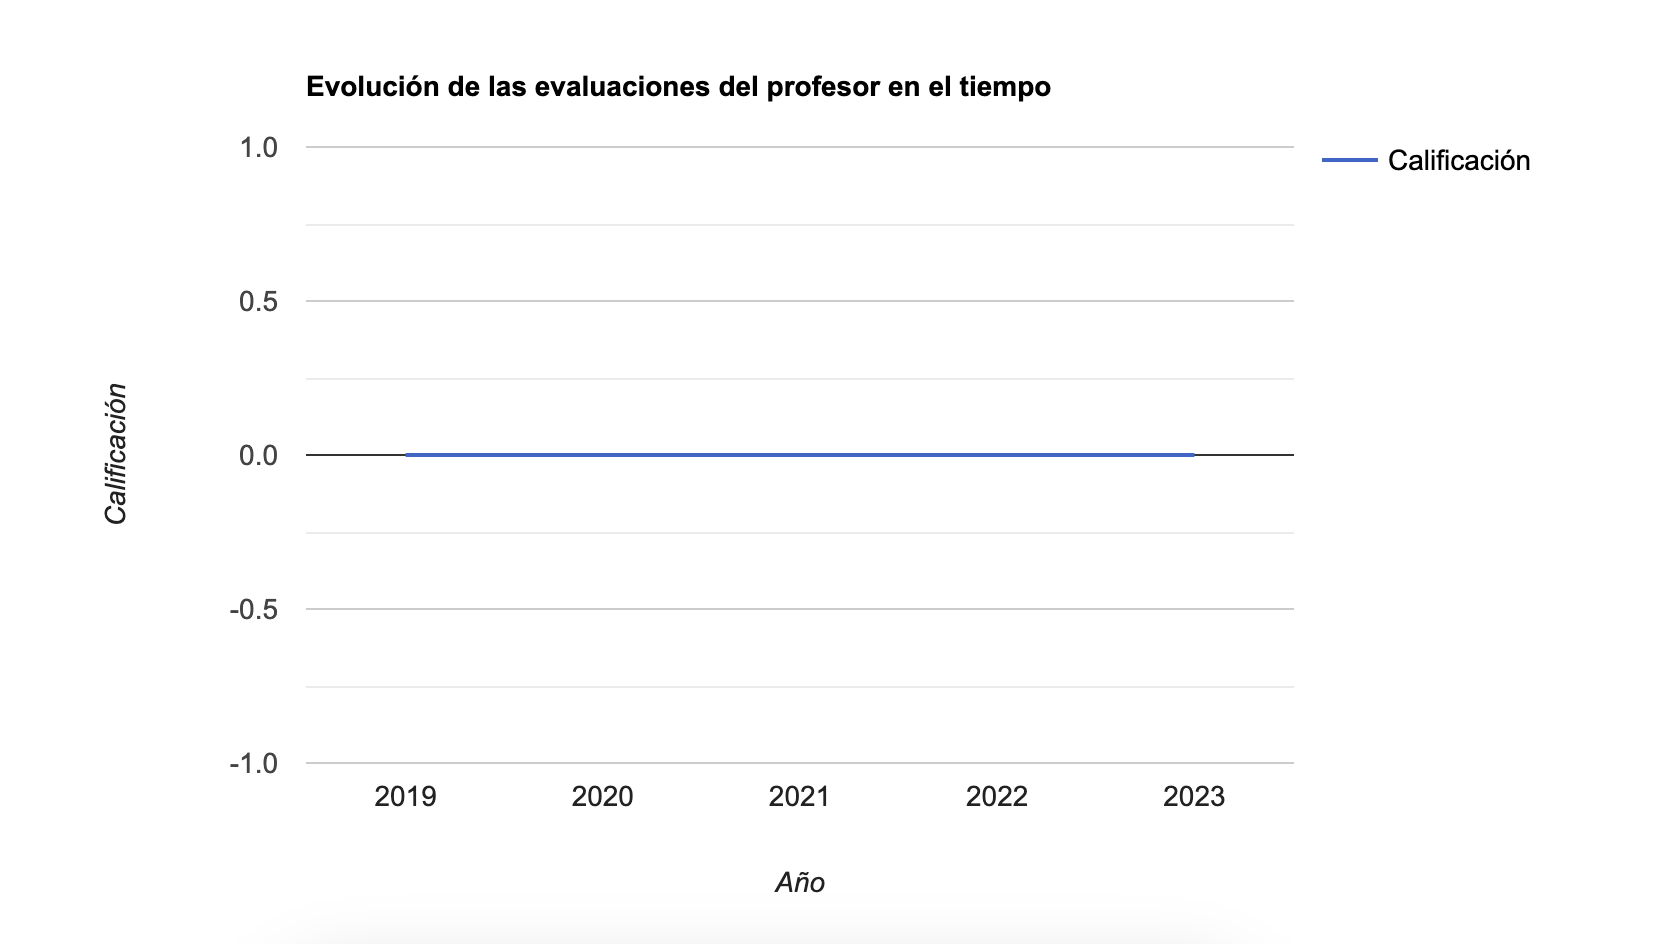 Evolución de las evaluaciones del profesor en el tiempo
1.0
0.5
0.0
-0.5
-1.0
Calificación
Calificación
2019 2020 2021 2022 2023
Año